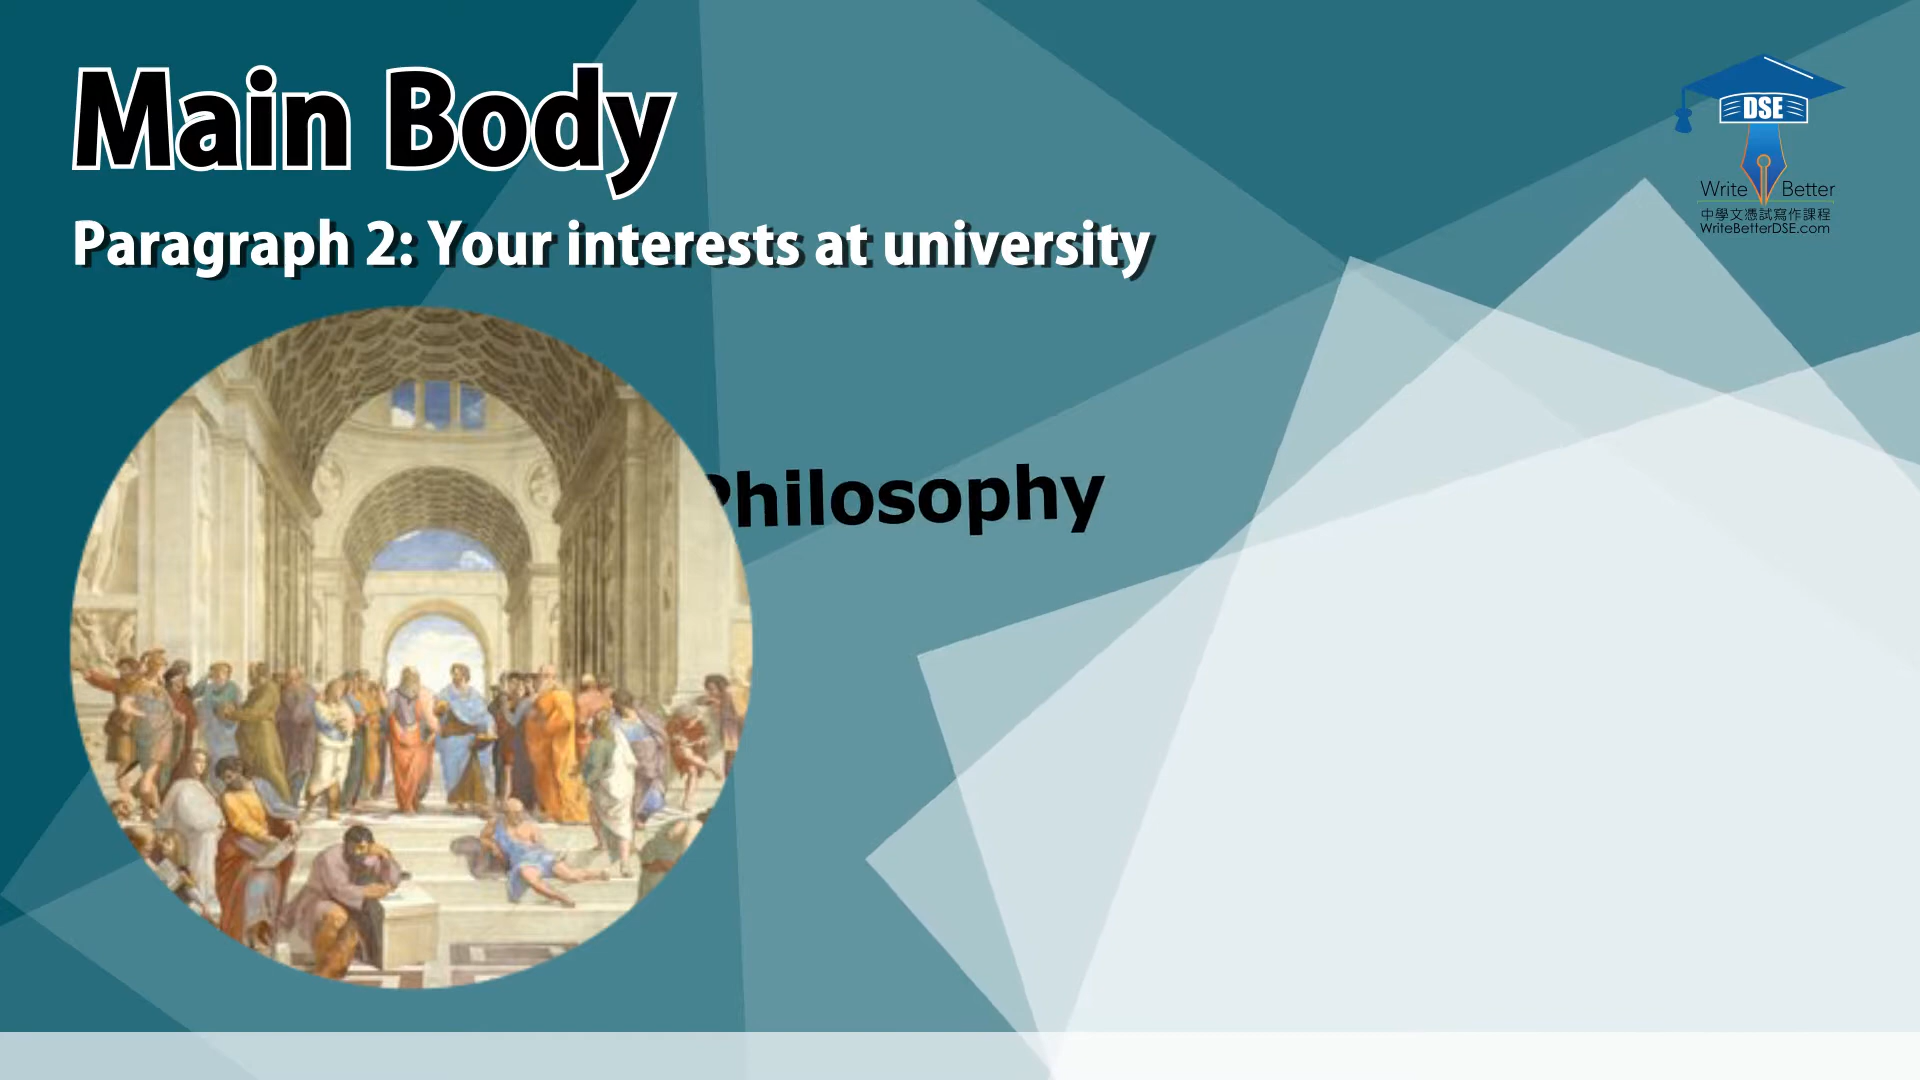 Main Body
Paragraph 2: Your interests at university
DSE
Write Better
中學文憑試寫作課程
WriteBetterDSE.com
Philosophy